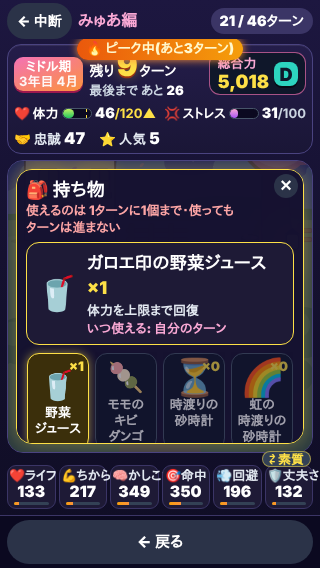 ← 中断
みゅあ編
21 / 46ターン
🔥 ピーク中(あと3ターン)
ミドル期
3年目 4月
残り 9 ターン
最後まで あと 26
総合力
5,018 D
❤️ 体力 46/120▲ 💢 ストレス 31/100
🤝 忠誠 47 ⭐ 人気 5
🎒 持ち物
✕
使えるのは 1ターンに1個まで・使っても
ターンは進まない
ガロエ印の野菜ジュース
×1
体力を上限まで回復
いつ使える: 自分のターン
×1
野菜
ジュース
モモの
キビ
ダンゴ
×0
時渡りの
砂時計
×0
虹の
時渡りの
砂時計
素質
❤️ライフ 💪ちから 🧠かしこ 🎯命中 💨回避 🛡️丈夫さ
133 217 349 350 196 132
← 戻る